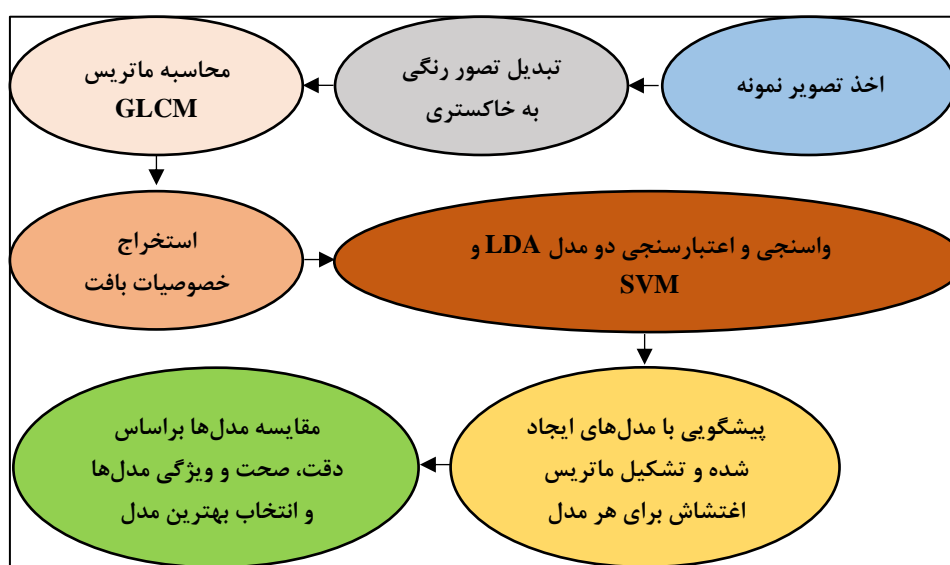 اخذ تصویر نمونه
تبدیل تصور رنگی
به خاکستری
محاسبه ماتریس
GLCM
استخراج
خصوصیات بافت
واسنجی و اعتبارسنجی دو مدل LDA و
SVM
پیشگویی با مدل‌های ایجاد
شده و تشکیل ماتریس
اغتشاش برای هر مدل
مقایسه مدل‌ها براساس
دقت، صحت و ویژگی مدل‌ها
و انتخاب بهترین مدل